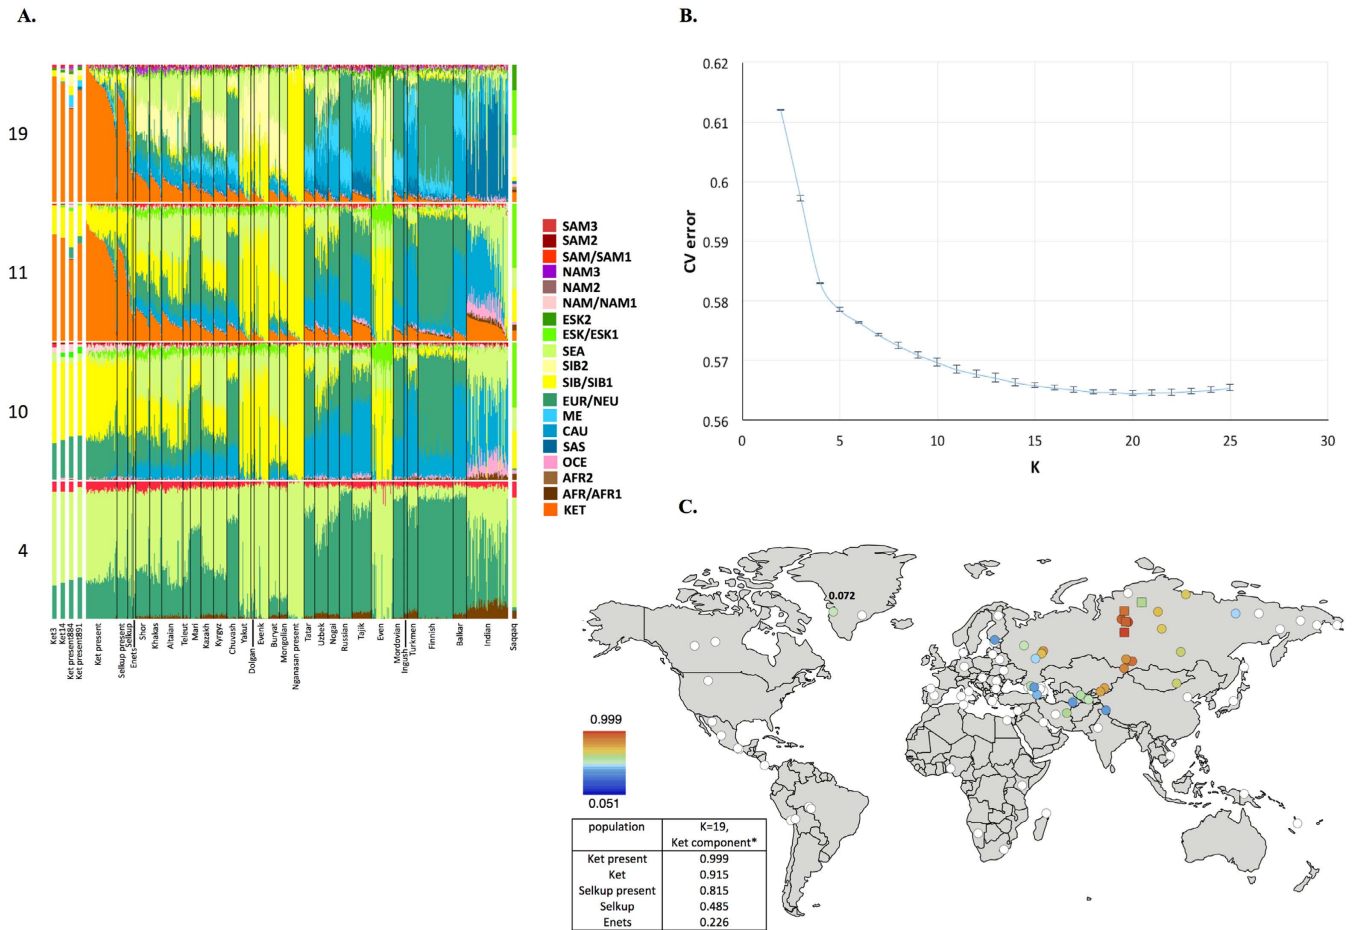 A.
19
11
10
4
Ket3
Ket14
Ket present884
Ket present891
Ket present
Selkup present
Selkup
Enets
Shor
Khakas
Altaian
Teleut
Mari
Kazakh
Kyrgyz
Chuvash
Dolgan
Yakut
Evenk
Buryat
Mongolian
Nganasan present
Tatar
Uzbek
Nogai
Russian
Tajik
Even
Mordovian
Ingush
Turkmen
Finnish
Balkar
Indian
Saqqaq
SAM3
SAM2
SAM/SAM1
NAM3
NAM2
NAM/NAM1
ESK2
ESK/ESK1
SEA
SIB2
SIB/SIB1
EUR/NEU
ME
CAU
SAS
OCE
AFR2
AFR/AFR1
KET
B.
0.62
0.61
0.6
0.59
0.58
0.57
0.56
CV error
0 5 10 15 20 25 30
K
C.
0.072
0.999
0.051
population K=19,
Ket component*
Ket present 0.999
Ket 0.915
Selkup present 0.815
Selkup 0.485
Enets 0.226